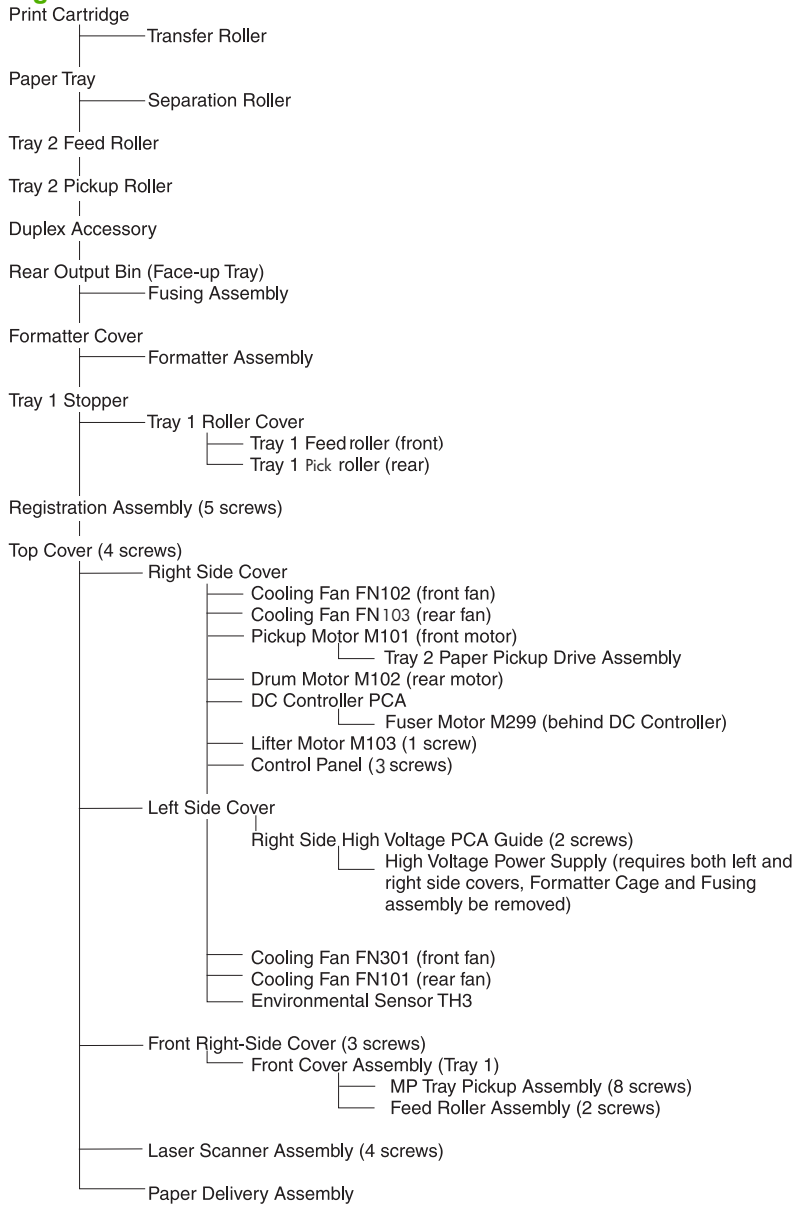 Print Cartridge
Transfer Roller
Paper Tray
Separation Roller
Tray 2 Feed Roller
Tray 2 Pickup Roller
Duplex Accessory
Rear Output Bin (Face-up Tray)
Fusing Assembly
Formatter Cover
Formatter Assembly
Tray 1 Stopper
Tray 1 Roller Cover
Tray 1 Feed roller (front)
Tray 1 Pick roller (rear)
Registration Assembly (5 screws)
Top Cover (4 screws)
Right Side Cover
Cooling Fan FN102 (front fan)
Cooling Fan FN103 (rear fan)
Pickup Motor M101 (front motor)
Tray 2 Paper Pickup Drive Assembly
Drum Motor M102 (rear motor)
DC Controller PCA
Fuser Motor M299 (behind DC Controller)
Lifter Motor M103 (1 screw)
Control Panel (3 screws)
Left Side Cover
Right Side High Voltage PCA Guide (2 screws)
High Voltage Power Supply (requires both left and
right side covers, Formatter Cage and Fusing
assembly be removed)
Cooling Fan FN301 (front fan)
Cooling Fan FN101 (rear fan)
Environmental Sensor TH3
Front Right-Side Cover (3 screws)
Front Cover Assembly (Tray 1)
MP Tray Pickup Assembly (8 screws)
Feed Roller Assembly (2 screws)
Laser Scanner Assembly (4 screws)
Paper Delivery Assembly